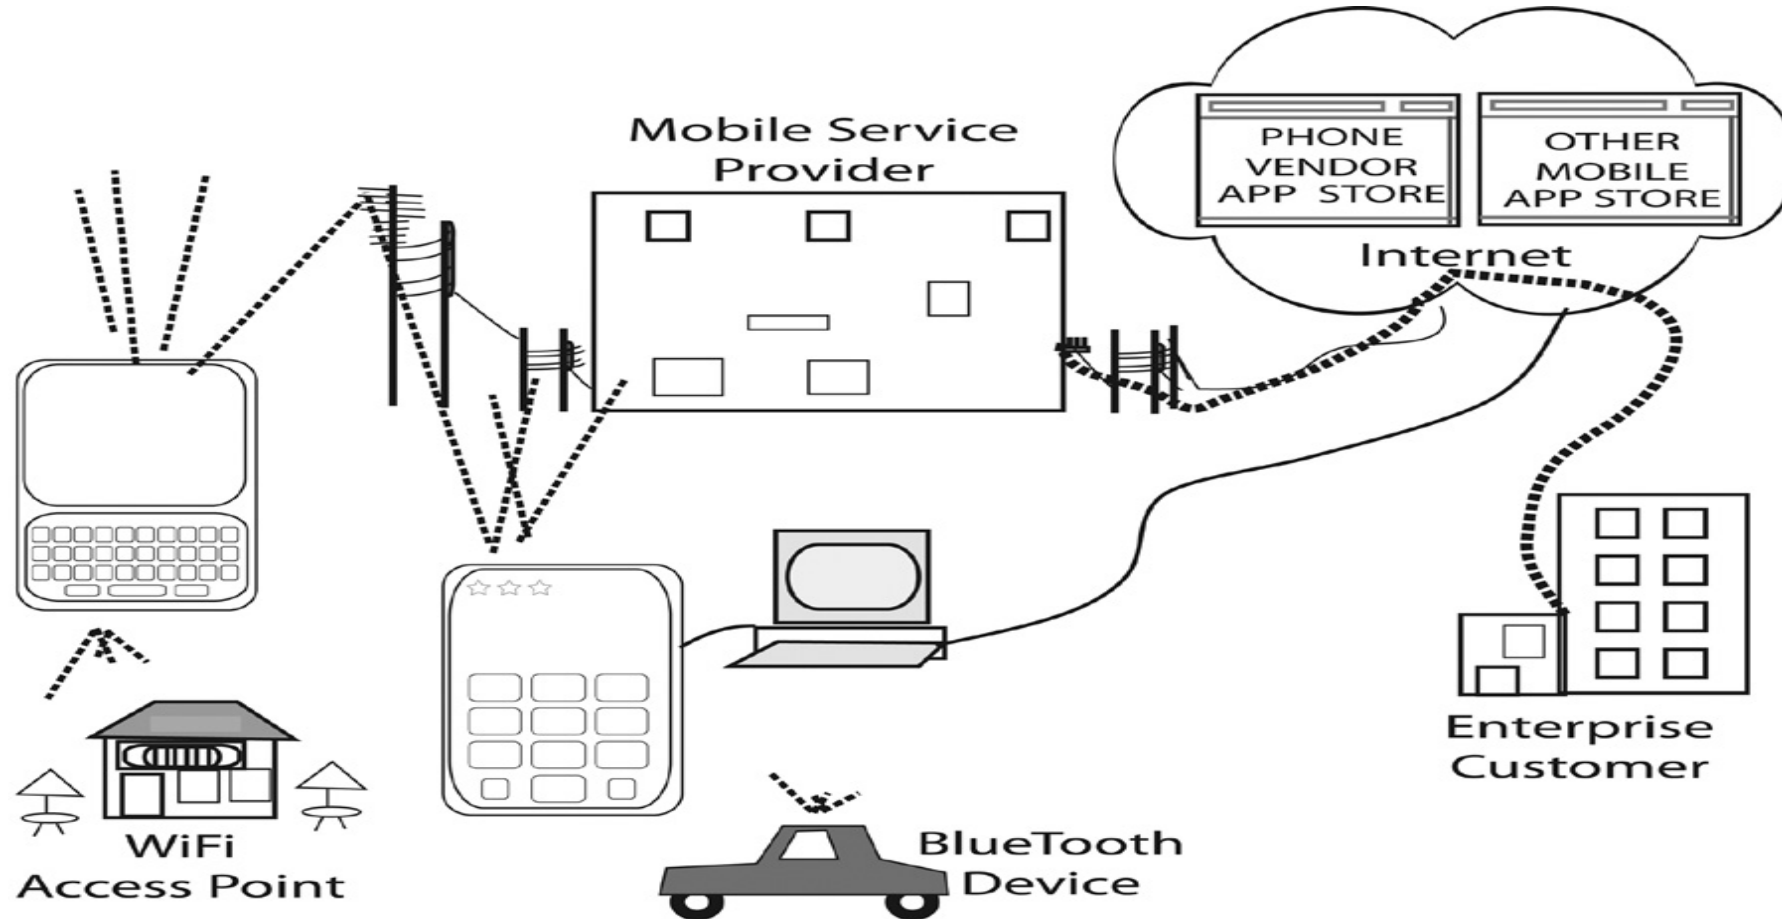 Mobile Service
Provider
PHONE
VENDOR
APP STORE
OTHER
MOBILE
APP STORE
Internet
Enterprise
Customer
WiFi
Access Point
BlueTooth
Device